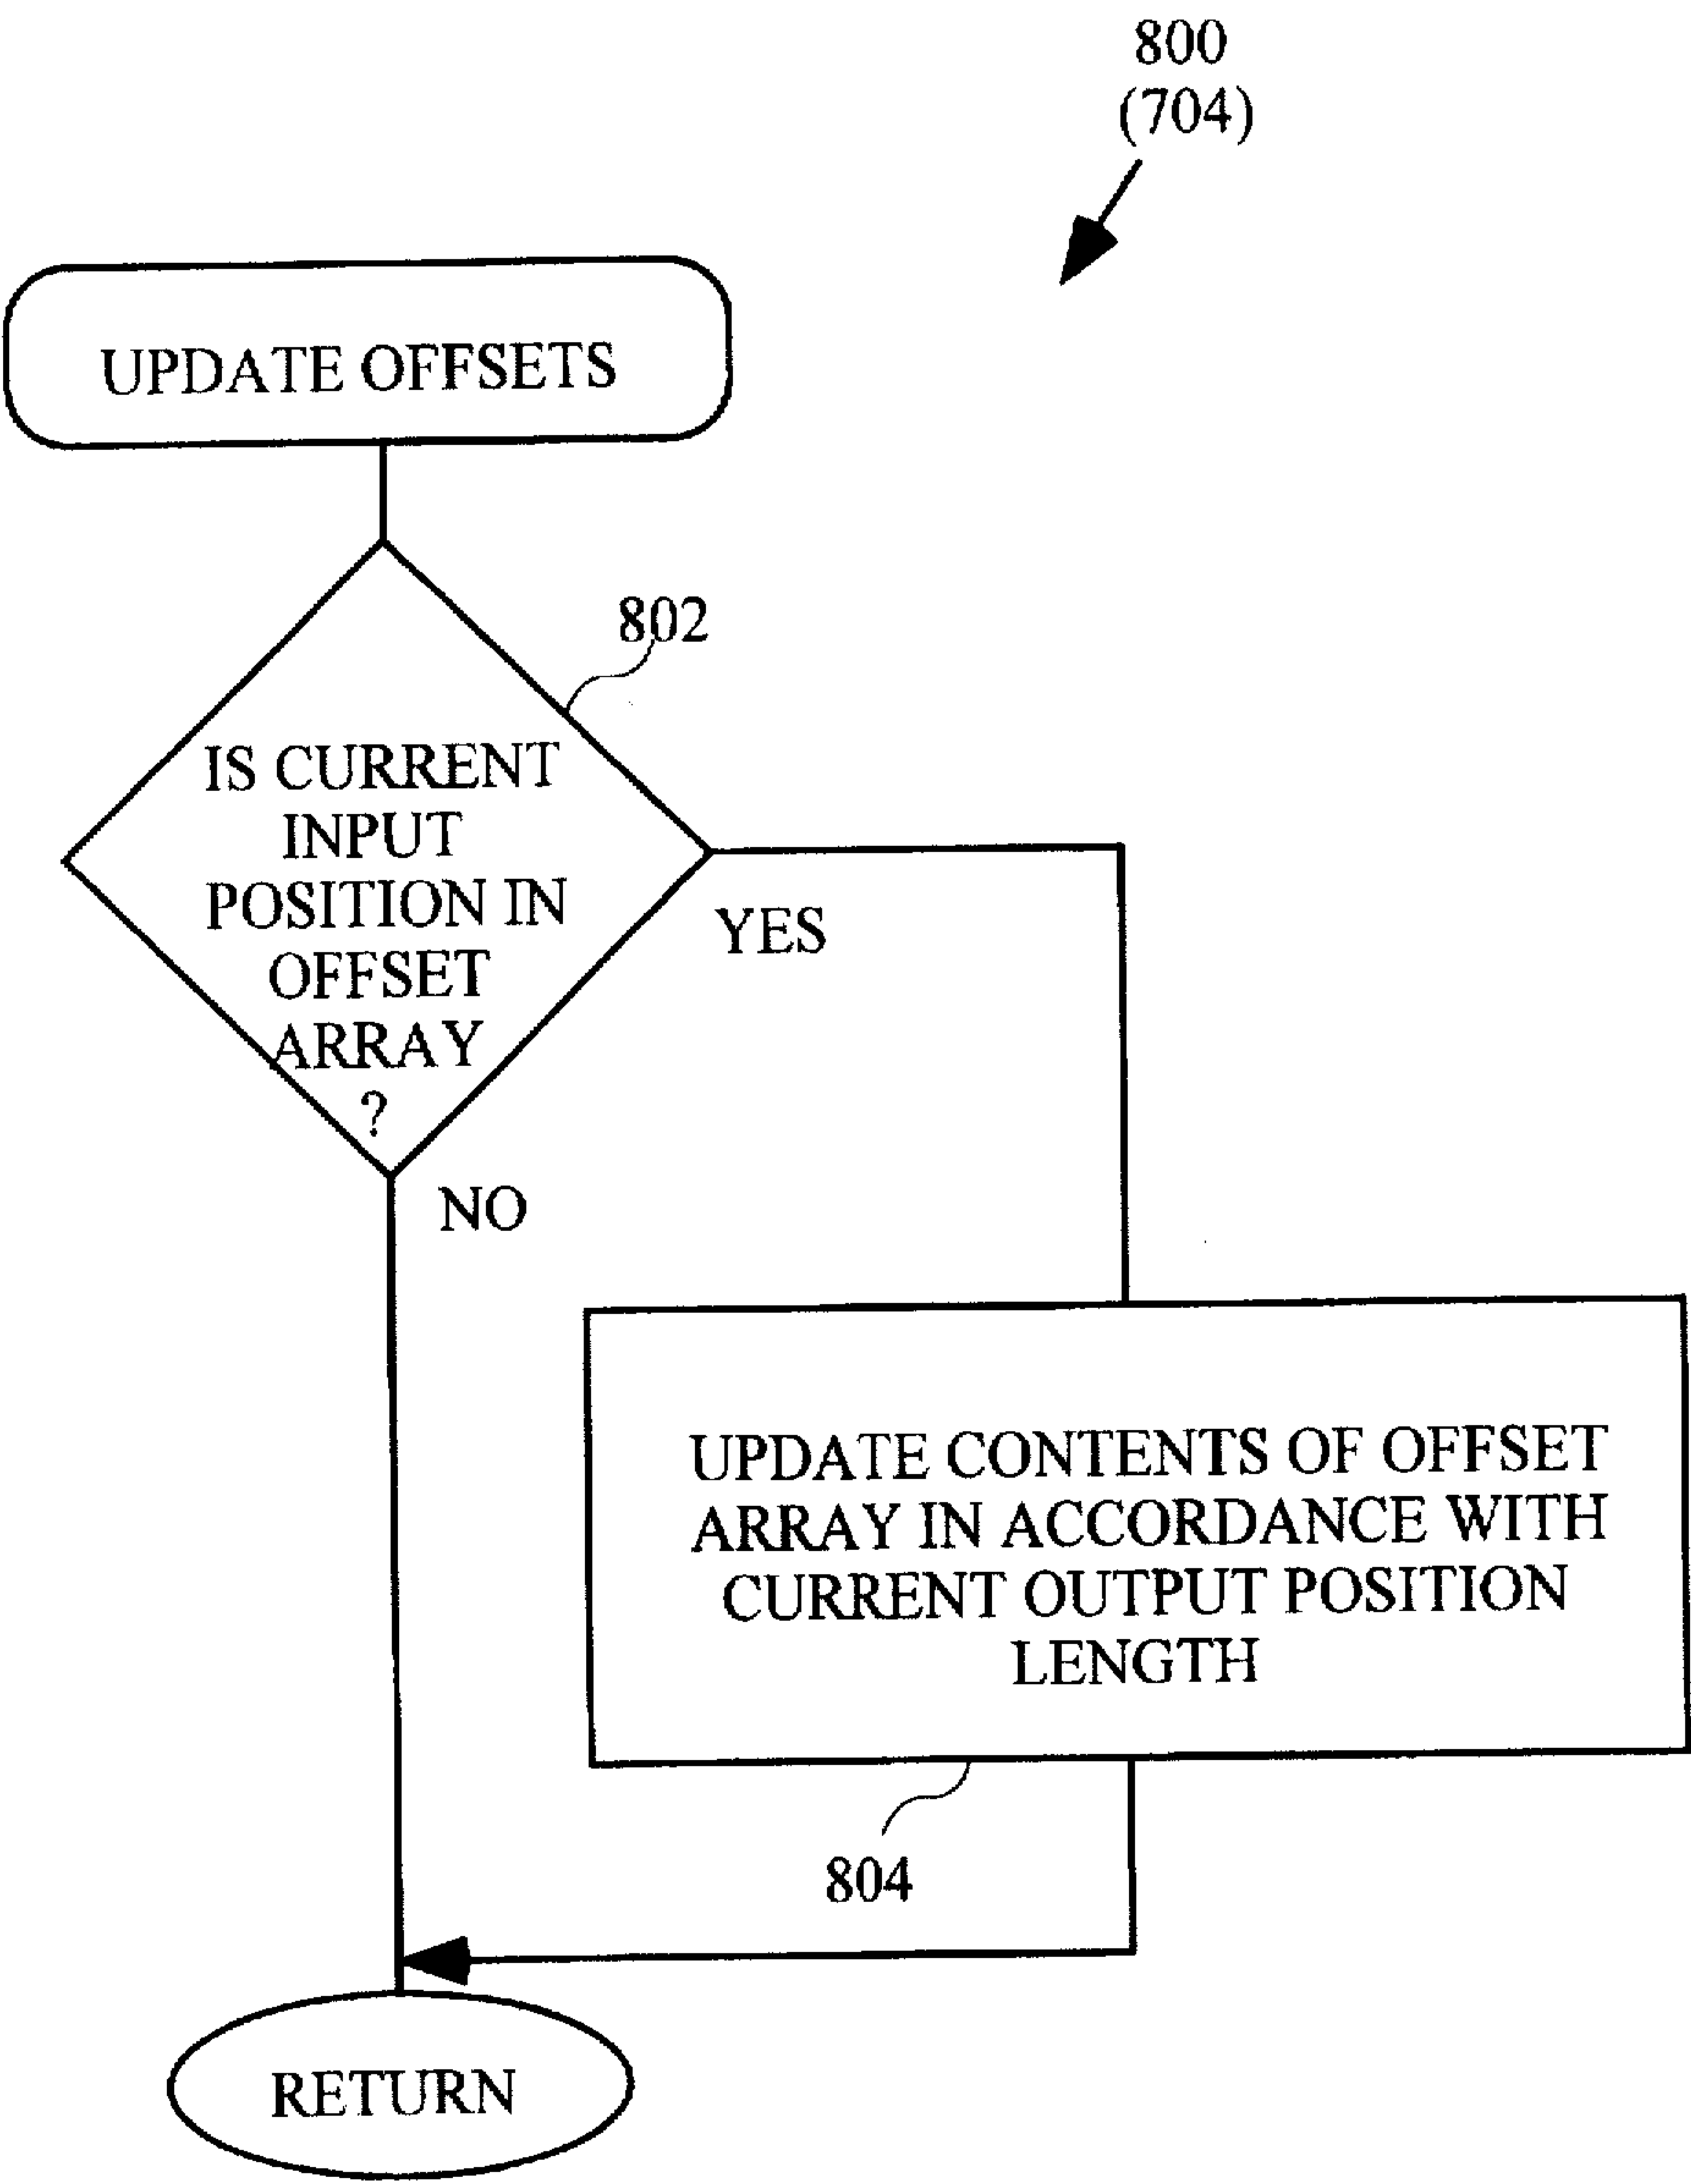 800
(704)
UPDATE OFFSETS
802
IS CURRENT
INPUT
POSITION IN
OFFSET
ARRAY
?
YES
NO
UPDATE CONTENTS OF OFFSET
ARRAY IN ACCORDANCE WITH
CURRENT OUTPUT POSITION
LENGTH
804
RETURN